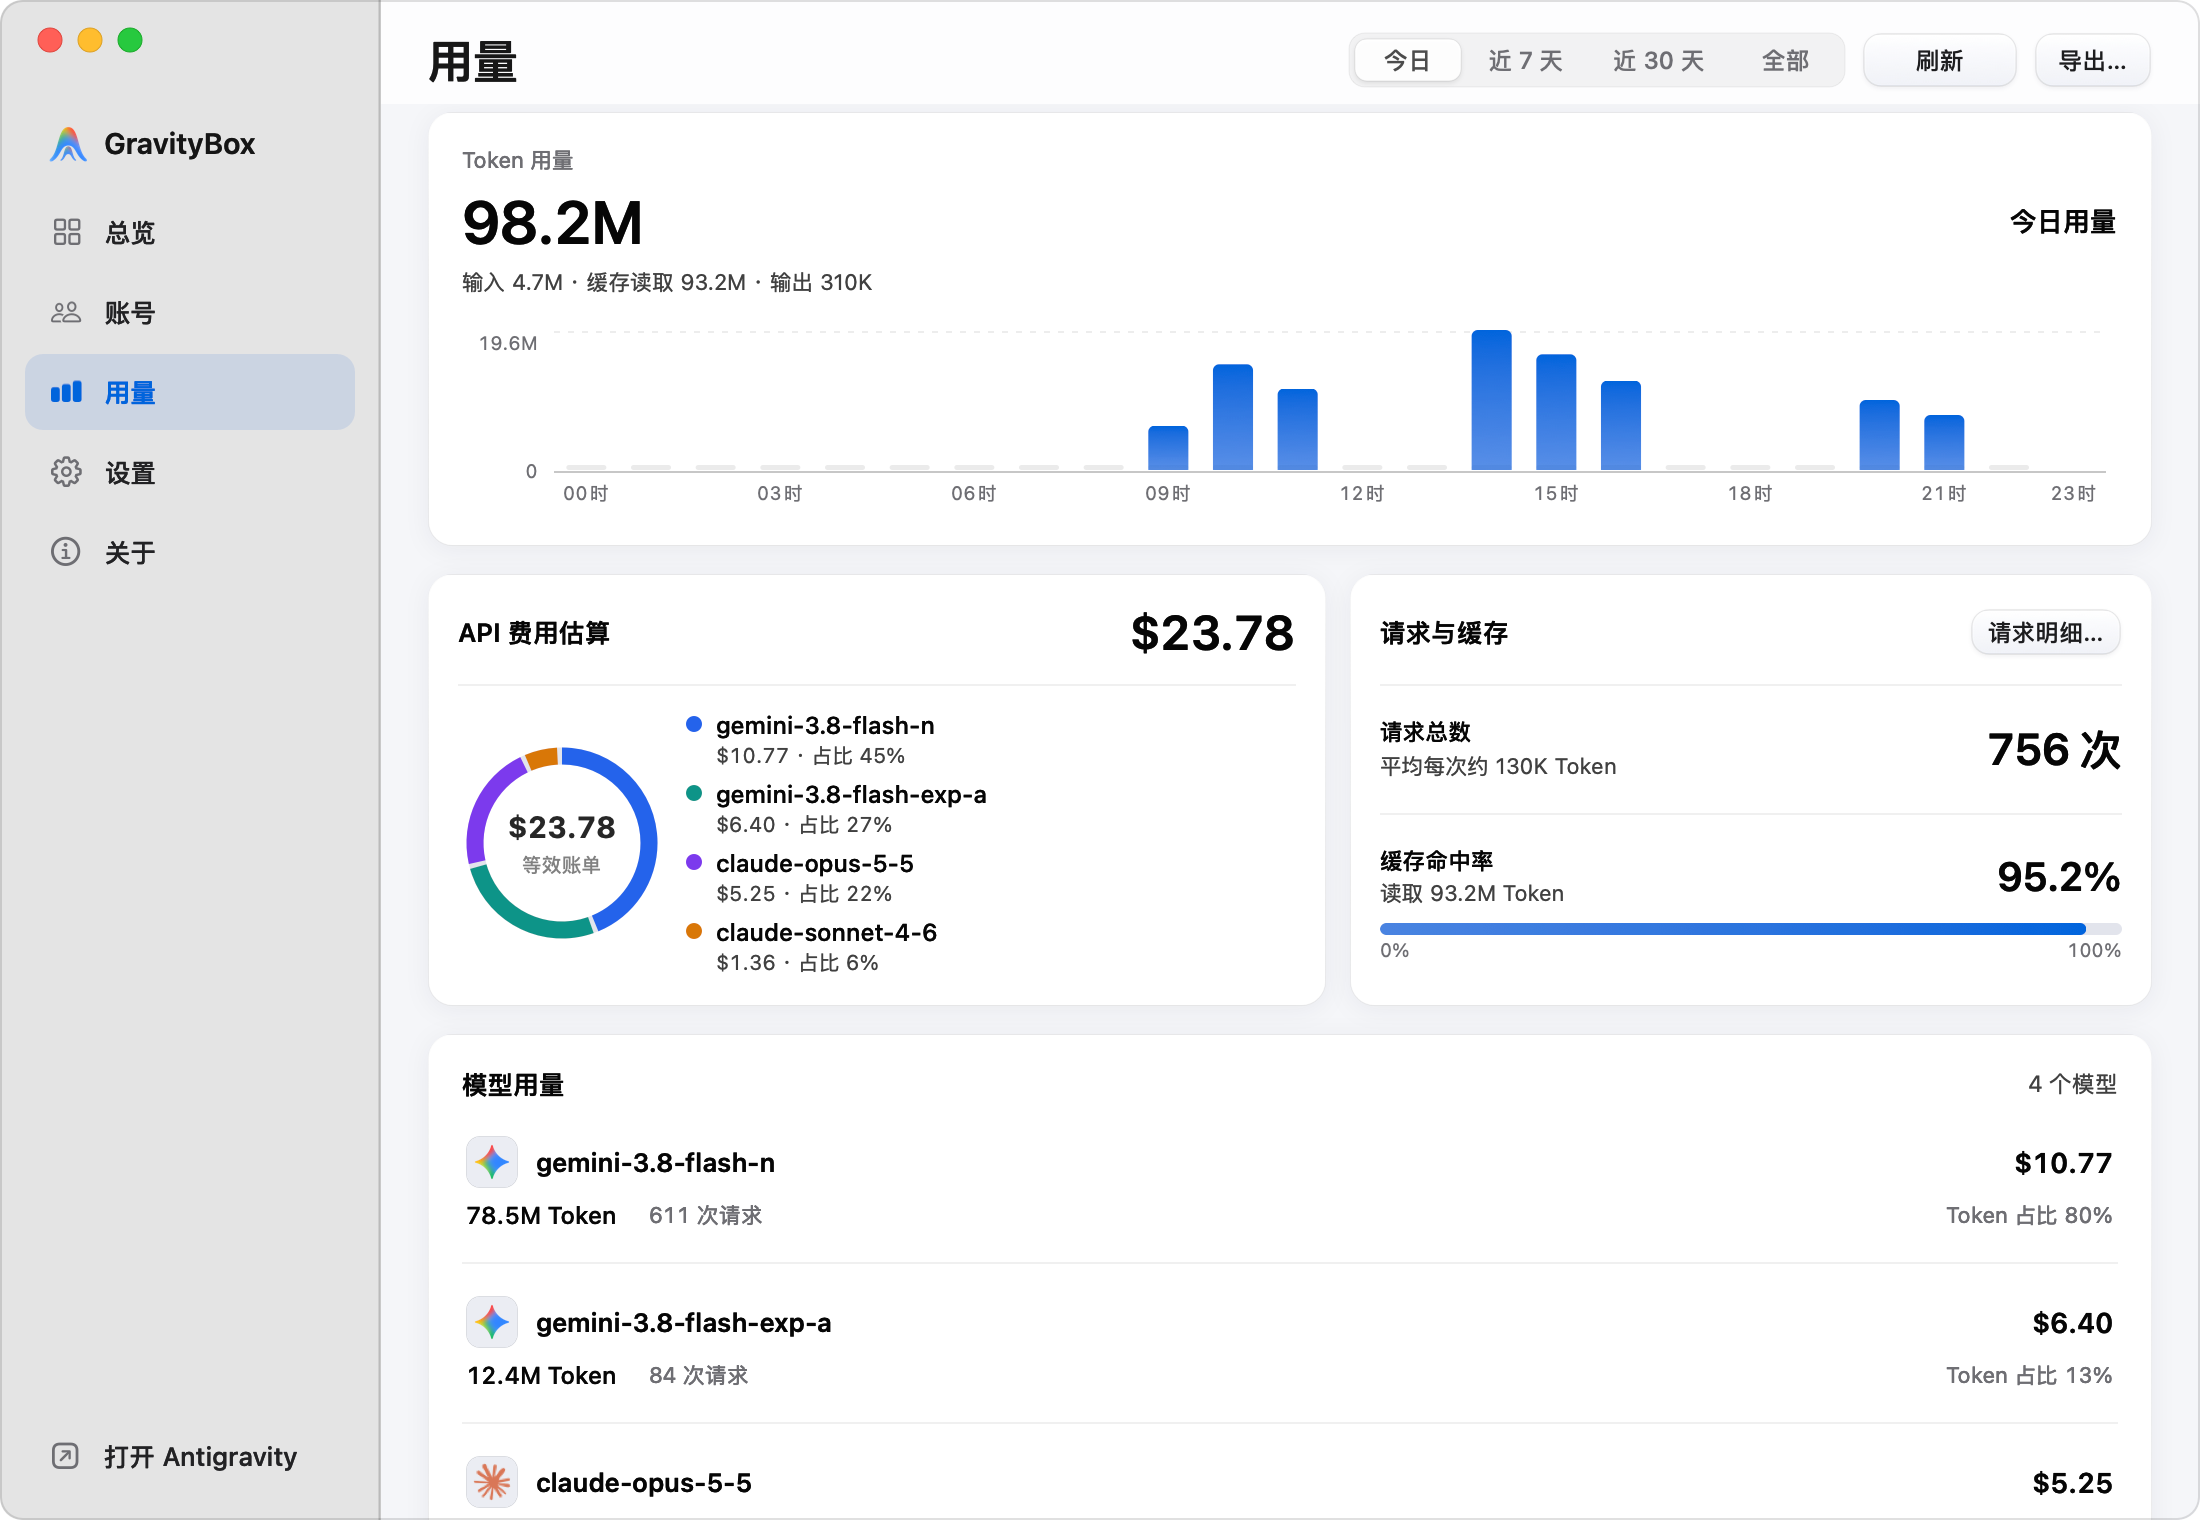 GravityBox
总览
账号
用量
设置
关于
打开 Antigravity
用量
今日 近 7 天 近 30 天 全部 刷新 导出...
Token 用量
98.2M
今日用量
输入 4.7M · 缓存读取 93.2M · 输出 310K
19.6M
0
00时 03时 06时 09时 12时 15时 18时 21时 23时
API 费用估算 $23.78
$23.78
等效账单
gemini-3.8-flash-n
$10.77 · 占比 45%
gemini-3.8-flash-exp-a
$6.40 · 占比 27%
claude-opus-5-5
$5.25 · 占比 22%
claude-sonnet-4-6
$1.36 · 占比 6%
请求与缓存 请求明细...
请求总数
平均每次约 130K Token
756 次
缓存命中率
读取 93.2M Token
95.2%
0% 100%
模型用量 4 个模型
gemini-3.8-flash-n $10.77
78.5M Token 611 次请求 Token 占比 80%
gemini-3.8-flash-exp-a $6.40
12.4M Token 84 次请求 Token 占比 13%
claude-opus-5-5 $5.25